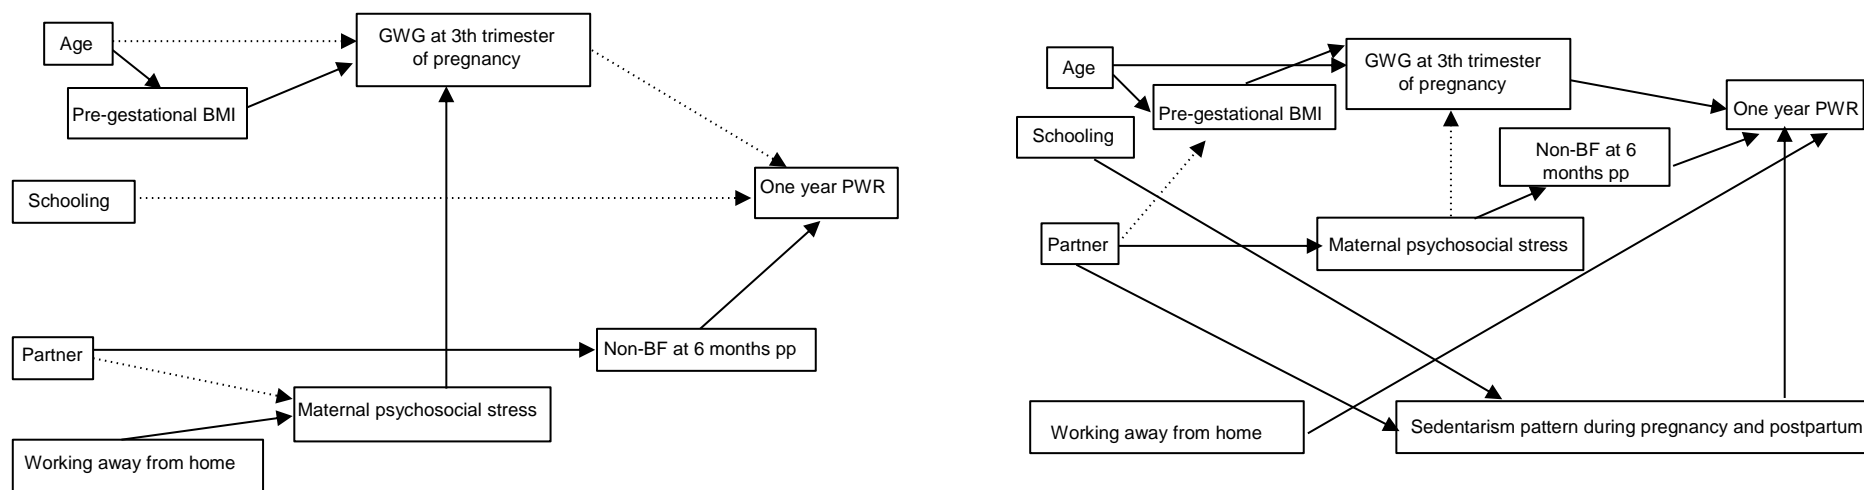 Age
GWG at 3th trimester
of pregnancy
Pre-gestational BMI
Schooling
One year PWR
Partner
Non-BF at 6 months pp
Maternal psychosocial stress
Working away from home
Age
GWG at 3th trimester
of pregnancy
Pre-gestational BMI
One year PWR
Schooling
Non-BF at 6
months pp
Partner
Maternal psychosocial stress
Working away from home
Sedentarism pattern during pregnancy and postpartum